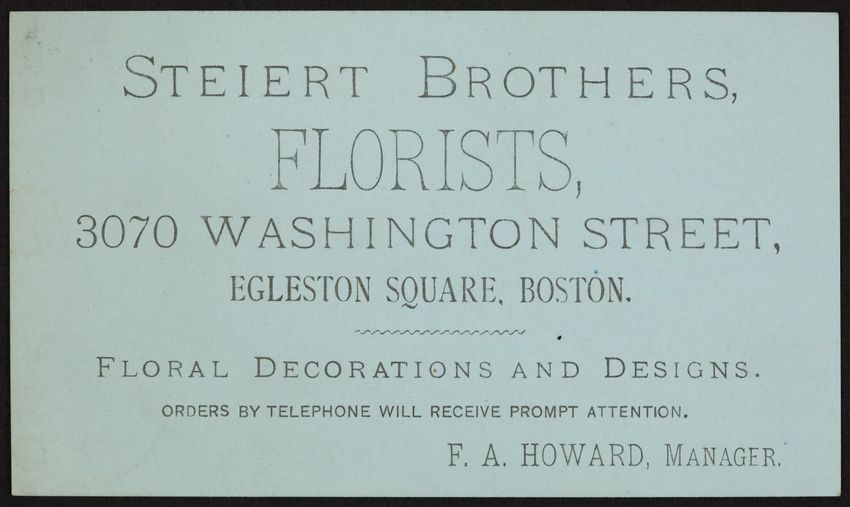 STEIERT BROTHERS,
FLORISTS,
3070 WASHINGTON STREET,
EGLESTON SQUARE, BOSTON.
FLORAL DECORATIONS AND DESIGNS.
ORDERS BY TELEPHONE WILL RECEIVE PROMPT ATTENTION.
F. A. HOWARD, MANAGER.